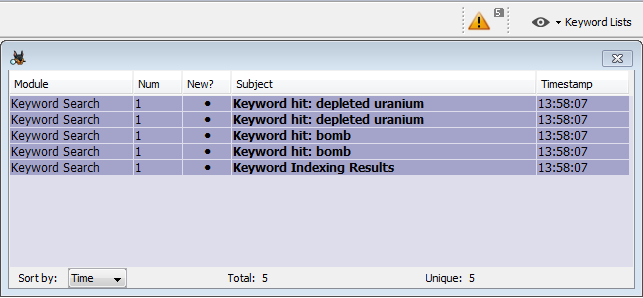 5
Keyword Lists
Module Num New? Subject Timestamp
Keyword Search 1 • Keyword hit: depleted uranium 13:58:07
Keyword Search 1 • Keyword hit: depleted uranium 13:58:07
Keyword Search 1 • Keyword hit: bomb 13:58:07
Keyword Search 1 • Keyword hit: bomb 13:58:07
Keyword Search 1 • Keyword Indexing Results 13:58:07
Sort by: Time Total: 5 Unique: 5